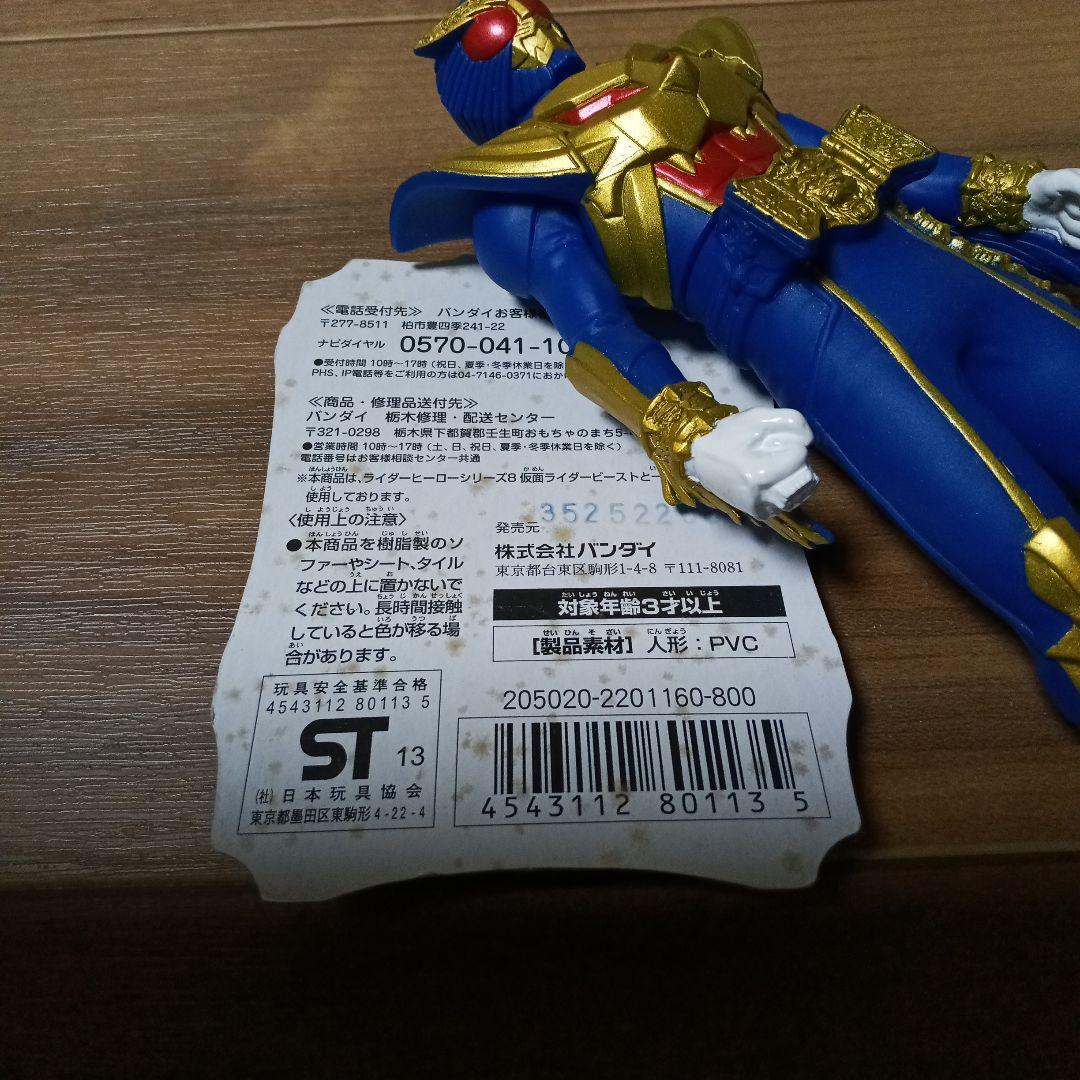 ≪電話受付先≫ バンダイお客様
〒277-8511 柏市豊四季241-22
ナビダイヤル 0570-041-10
●受付時間 10時～17時 (祝日、夏季・冬季休業日を除
PHS、IP電話等をご利用の方は04-7146-0371におか
≪商品・修理品送付先≫
バンダイ 栃木修理・配送センター
〒321-0298 栃木県下都賀郡壬生町おもちゃのまち5-
●営業時間 10時～17時 (土、日、祝日、夏季・冬季休業日を除く)
電話番号はお客様相談センター共通
※本商品は、ライダーヒーローシリーズ8 仮面ライダービーストと一
使用しております。
〈使用上の注意〉
●本商品を樹脂製のソ
ファーやシート、タイル
などの上に置かないで
ください。長時間接触
していると色が移る場
合があります。
352522
発売元
株式会社バンダイ
東京都台東区駒形1-4-8 〒111-8081
対象年齢3才以上
[製品素材] 人形：PVC
205020-2201160-800
玩具安全基準合格
4543112 80113 5
ST 13
(社) 日本玩具協会
東京都墨田区東駒形4-22-4
4543112 80113 5